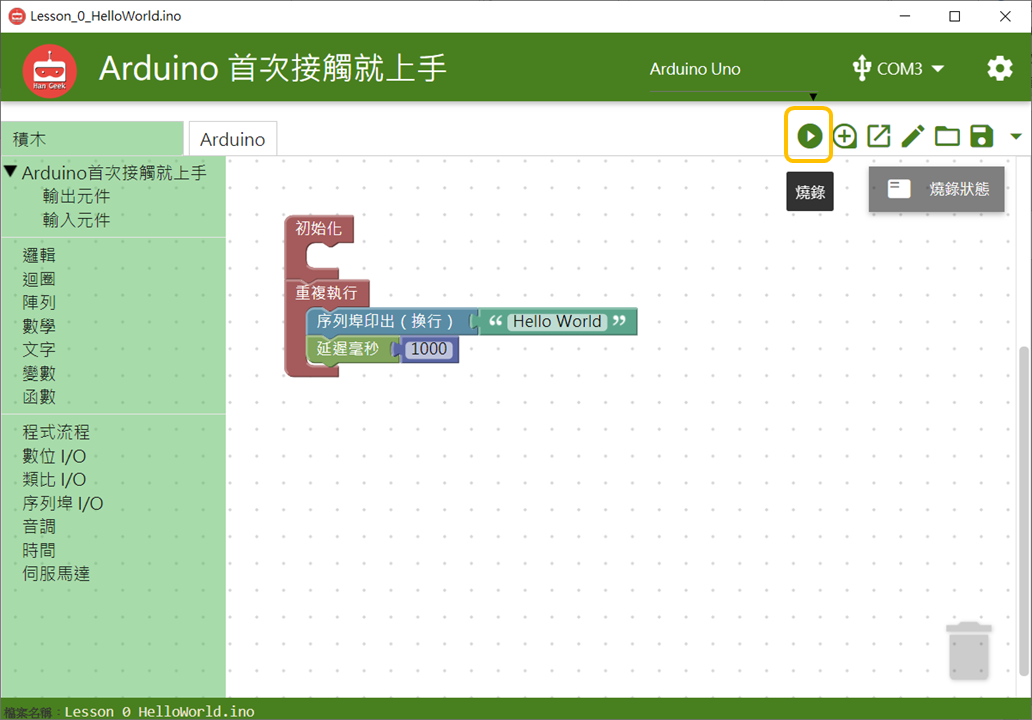 Lesson_0_HelloWorld.ino
Han Geek
Arduino 首次接觸就上手
Arduino Uno
COM3
積木
Arduino
燒錄
燒錄狀態
Arduino首次接觸就上手
輸出元件
輸入元件
邏輯
迴圈
陣列
數學
文字
變數
函數
程式流程
數位 I/O
類比 I/O
序列埠 I/O
音調
時間
伺服馬達
初始化
重複執行
序列埠印出（換行） “ Hello World ”
延遲毫秒 1000
檔案名稱：Lesson_0_HelloWorld.ino